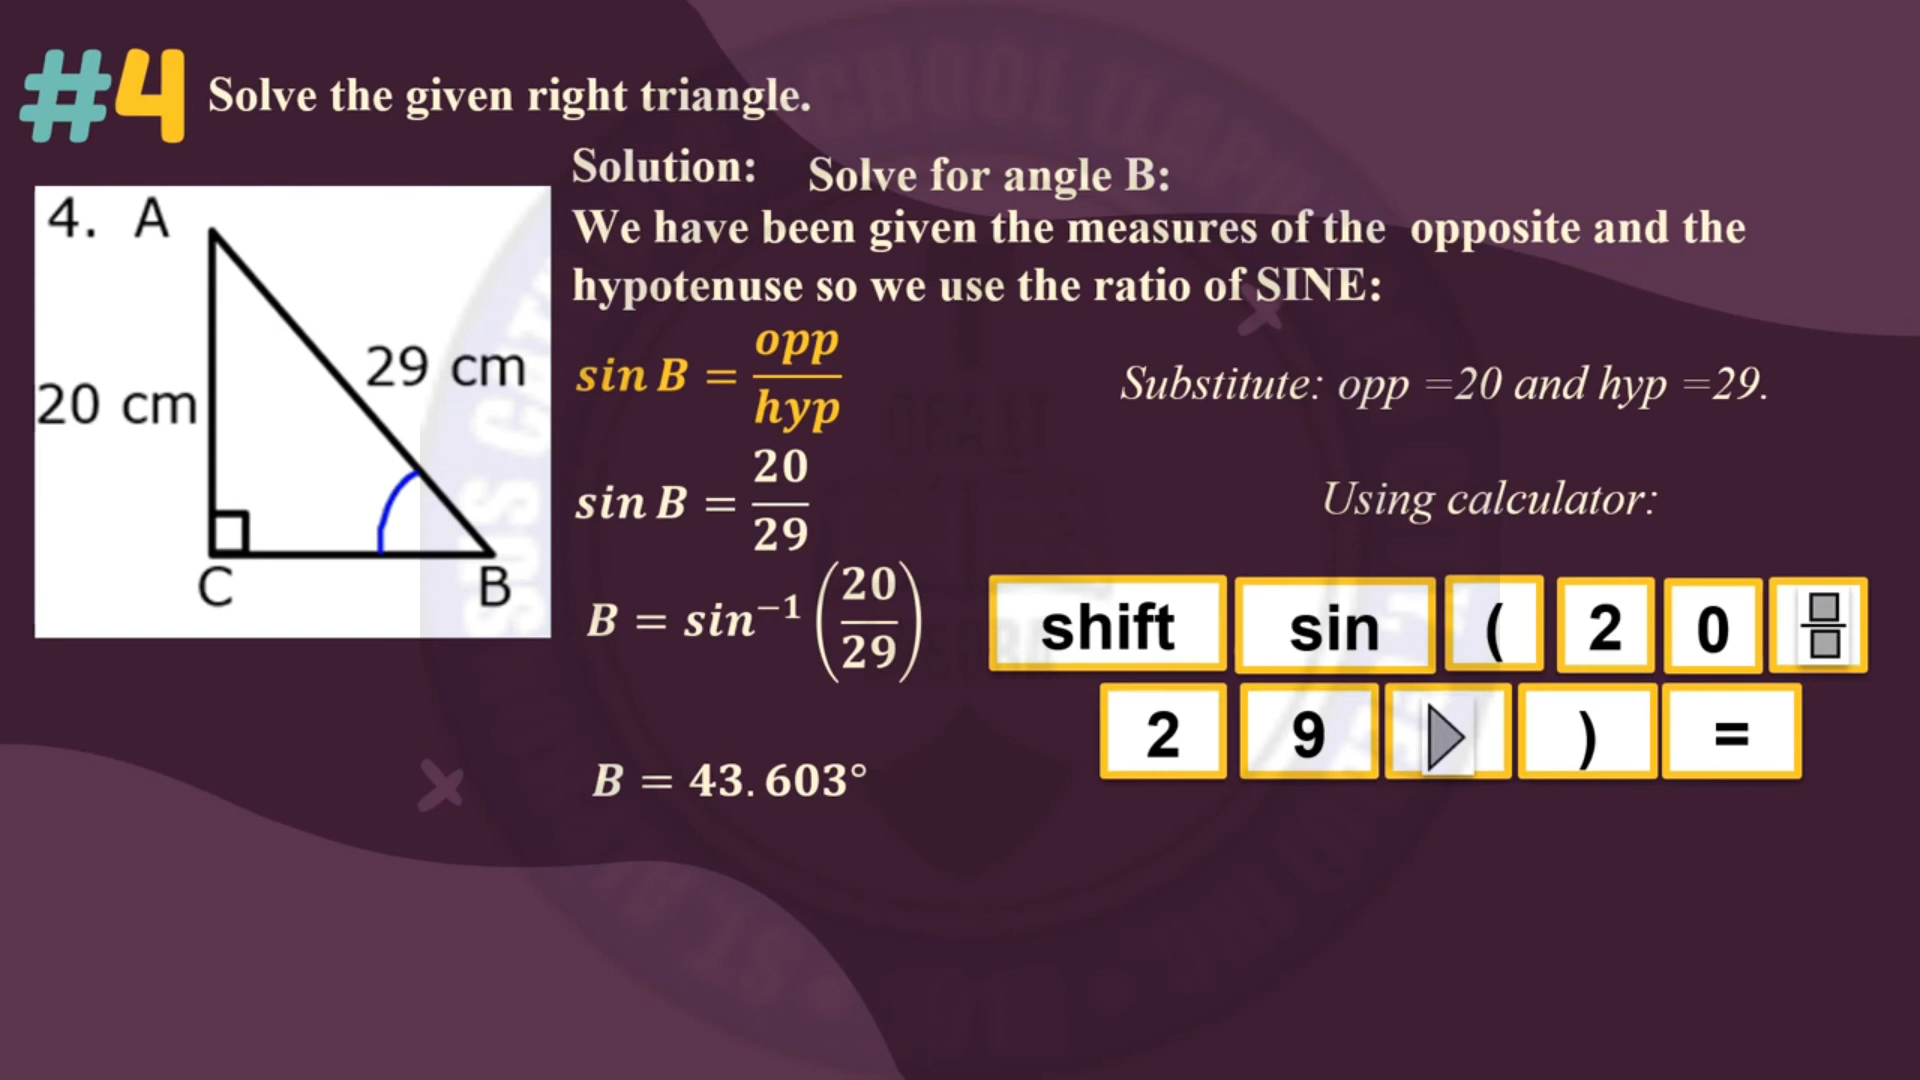 #4 Solve the given right triangle.
Solution: Solve for angle B:
We have been given the measures of the opposite and the
hypotenuse so we use the ratio of SINE:
4. A
29 cm
20 cm
C B
sin B = opp/hyp
Substitute: opp =20 and hyp =29.
sin B = 20/29
Using calculator:
B = sin⁻¹(20/29)
shift sin ( 2 0
2 9 ) =
B = 43.603°